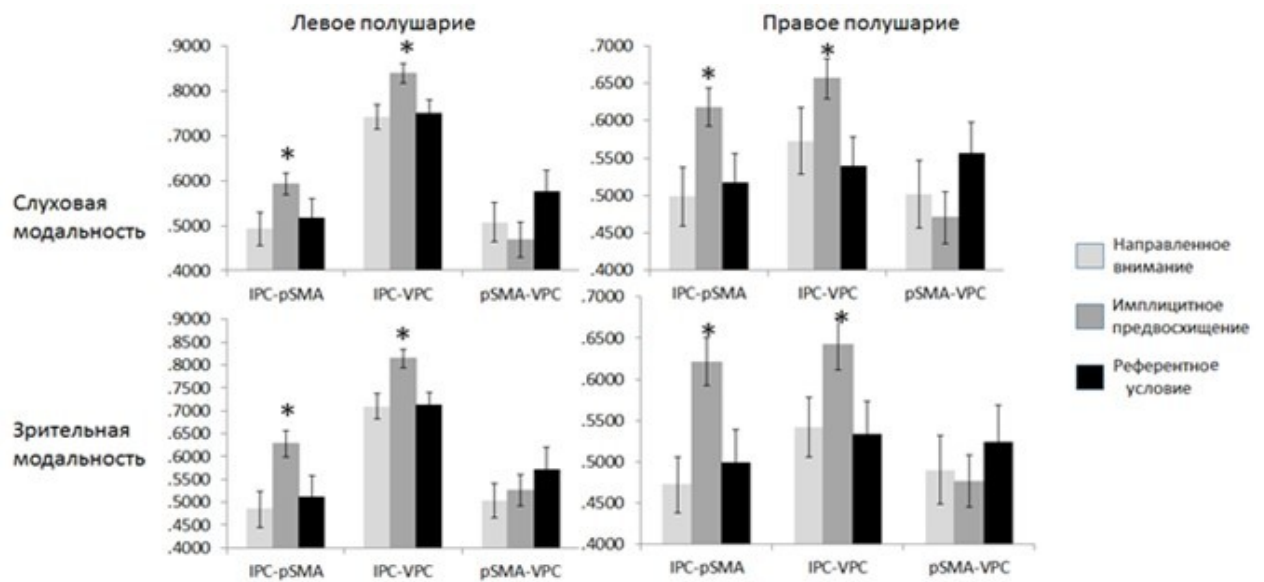 Левое полушарие
Правое полушарие
Слуховая
модальность
.9000
.8000
.7000
.6000
.5000
.4000
*
*
IPC-pSMA IPC-VPC pSMA-VPC
.7000
.6500
.6000
.5500
.5000
.4500
.4000
*
*
IPC-pSMA IPC-VPC pSMA-VPC
Зрительная
модальность
.9000
.8500
.8000
.7500
.7000
.6500
.6000
.5500
.5000
.4500
.4000
*
*
IPC-pSMA IPC-VPC pSMA-VPC
.7000
.6500
.6000
.5500
.5000
.4500
.4000
*
*
IPC-pSMA IPC-VPC pSMA-VPC
Направленное
внимание
Имплицитное
предвосхищение
Референтное
условие